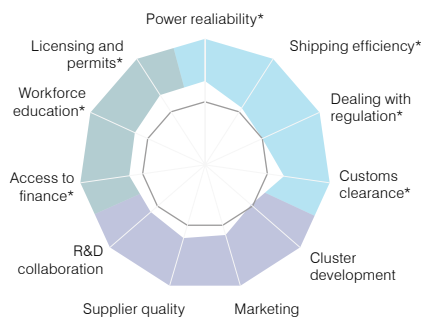 Power realiability*
Licensing and
permits*
Shipping efficiency*
Workforce
education*
Dealing with
regulation*
Access to
finance*
Customs
clearance*
R&D
collaboration
Cluster
development
Supplier quality
Marketing